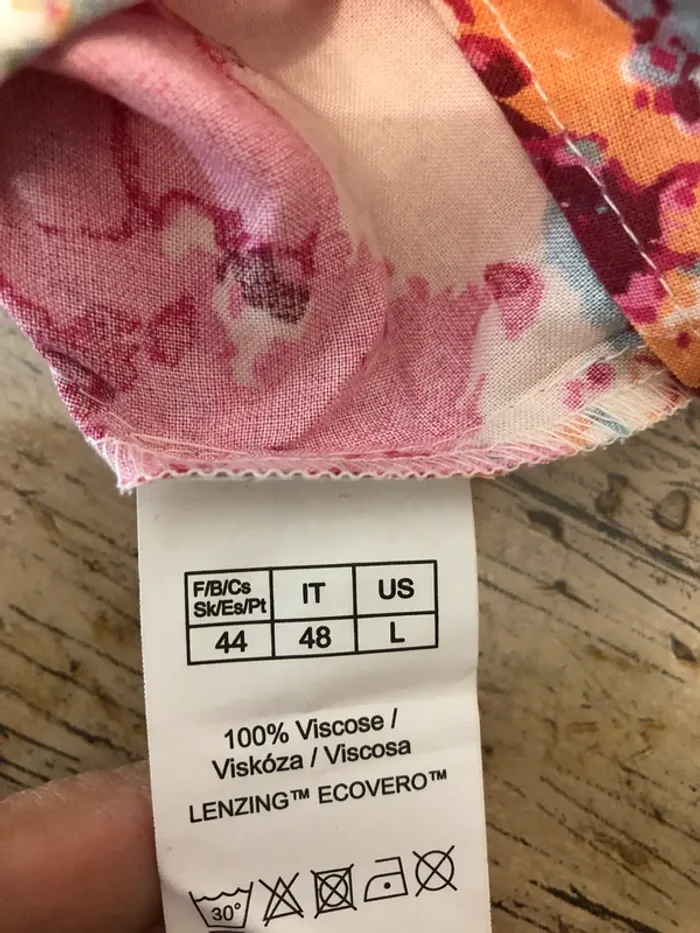 F/B/Cs IT US
Sk/Es/Pt
44 48 L
100% Viscose /
Viskóza / Viscosa
LENZING™ ECOVERO™
30°